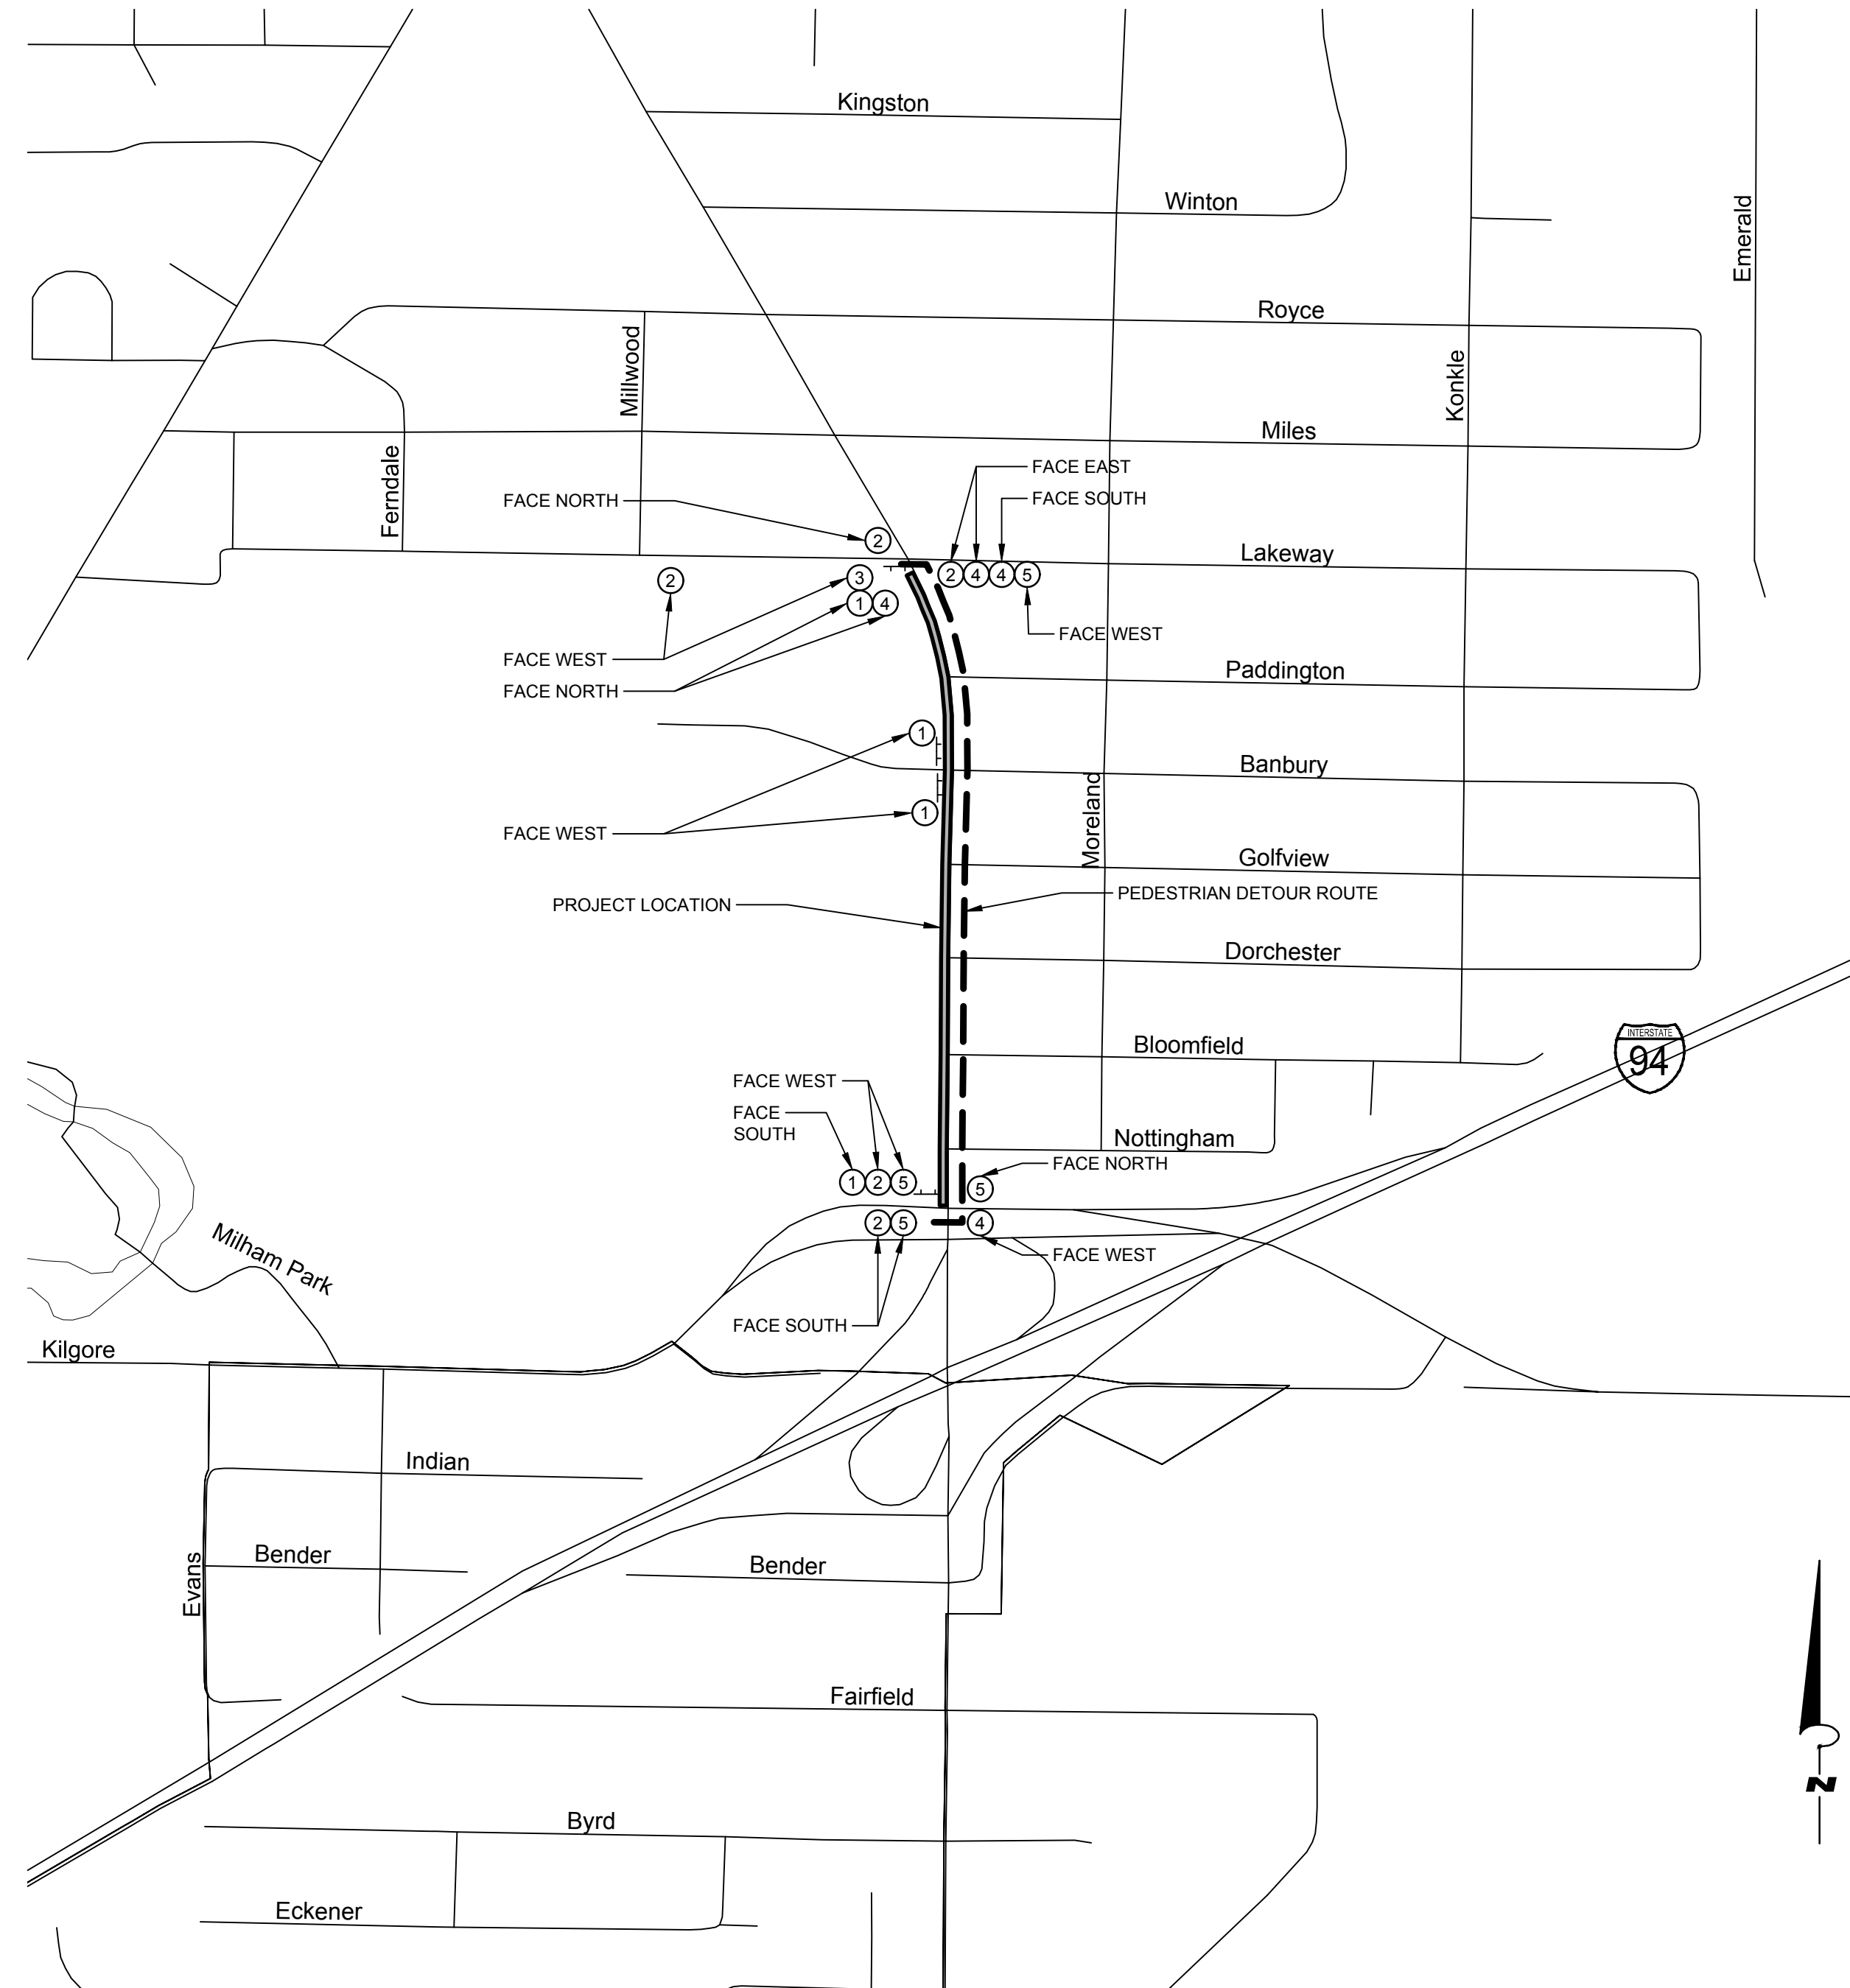 Kingston
Winton
Emerald
Royce
Millwood
Konkle
Miles
Ferndale
FACE EAST
FACE NORTH
FACE SOUTH
2
Lakeway
2
3
2 4 4 5
1 4
FACE WEST
FACE WEST
Paddington
FACE NORTH
1
Banbury
Moreland
1
FACE WEST
Golfview
PEDESTRIAN DETOUR ROUTE
PROJECT LOCATION
Dorchester
INTERSTATE
94
Bloomfield
FACE WEST
FACE
SOUTH
Nottingham
FACE NORTH
1 2 5
5
2 5
4
Milham Park
FACE WEST
FACE SOUTH
Kilgore
Indian
Bender
Bender
Evans
Fairfield
N
Byrd
Eckener